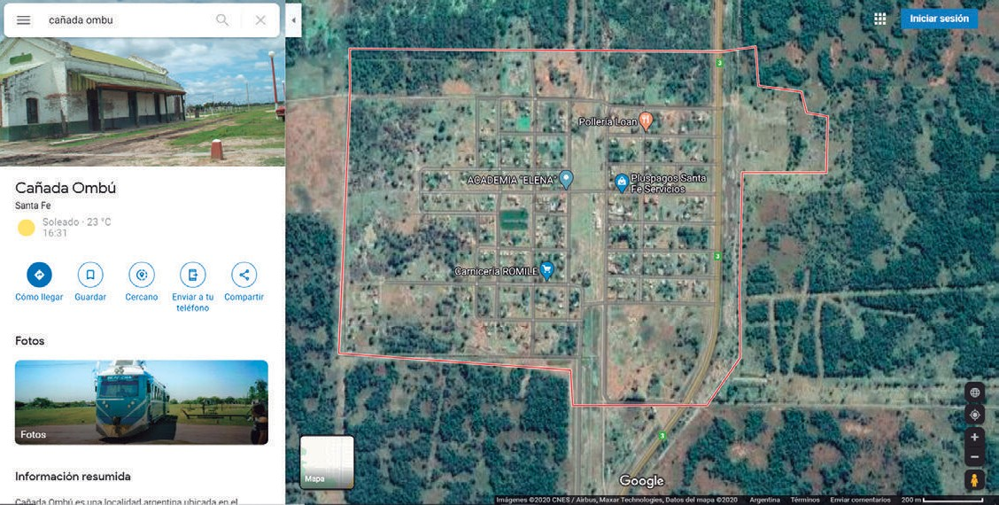 cañada ombu
Iniciar sesión
Cañada Ombú
Santa Fe
Soleado · 23 °C
16:31
Cómo llegar
Guardar
Cercano
Enviar a tu
teléfono
Compartir
Fotos
Fotos
Información resumida
Cañada Ombú es una localidad argentina ubicada en el
3
Pollería Loan
ACADEMIA "ELENA"
Pluspagos Santa
Fe Servicios
3
Carnicería ROMILE
3
Mapa
Google
Imágenes ©2020 CNES / Airbus, Maxar Technologies, Datos del mapa ©2020
Argentina
Términos
Enviar comentarios
200 m